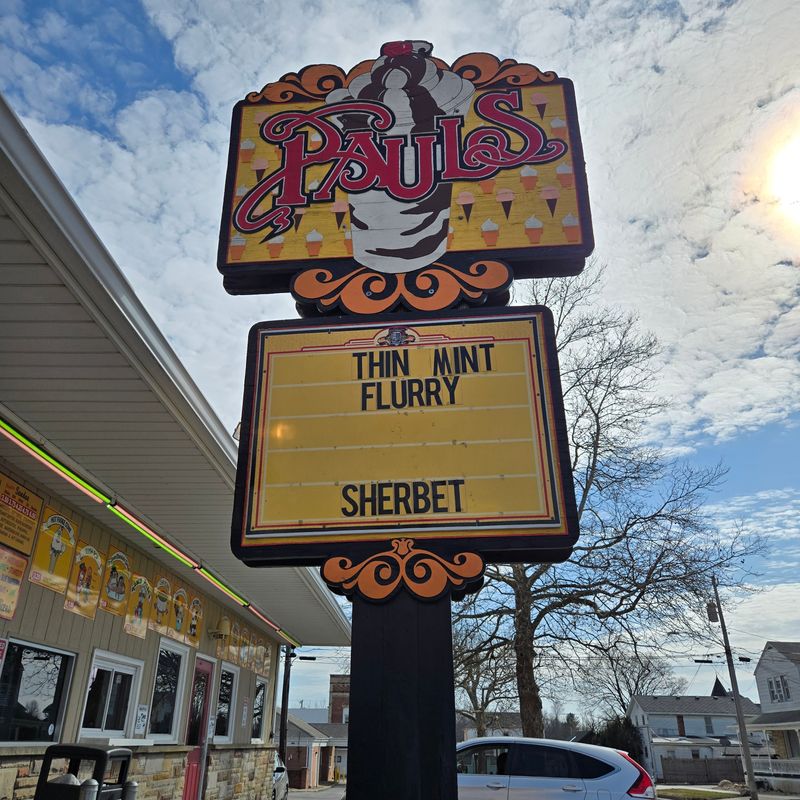 PAULS
THIN MINT
FLURRY
SHERBET